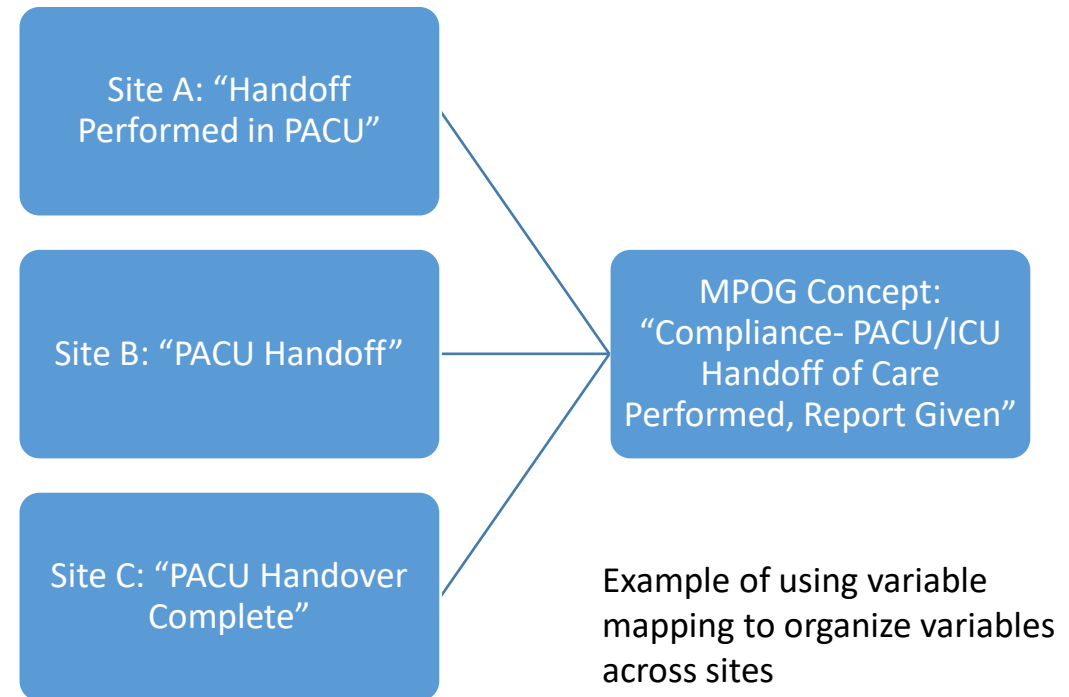 Site A: “Handoff
Performed in PACU”
Site B: “PACU Handoff”
Site C: “PACU Handover
Complete”
MPOG Concept:
“Compliance- PACU/ICU
Handoff of Care
Performed, Report Given”
Example of using variable
mapping to organize variables
across sites